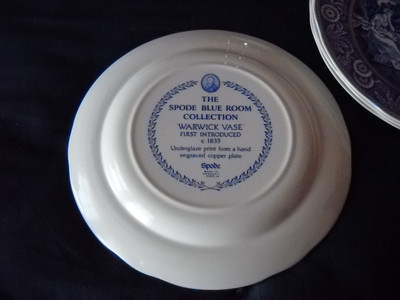 THE
SPODE BLUE ROOM
COLLECTION
"WARWICK VASE"
FIRST INTRODUCED
c. 1833
Underglaze print from a hand
engraved copper plate
Spode